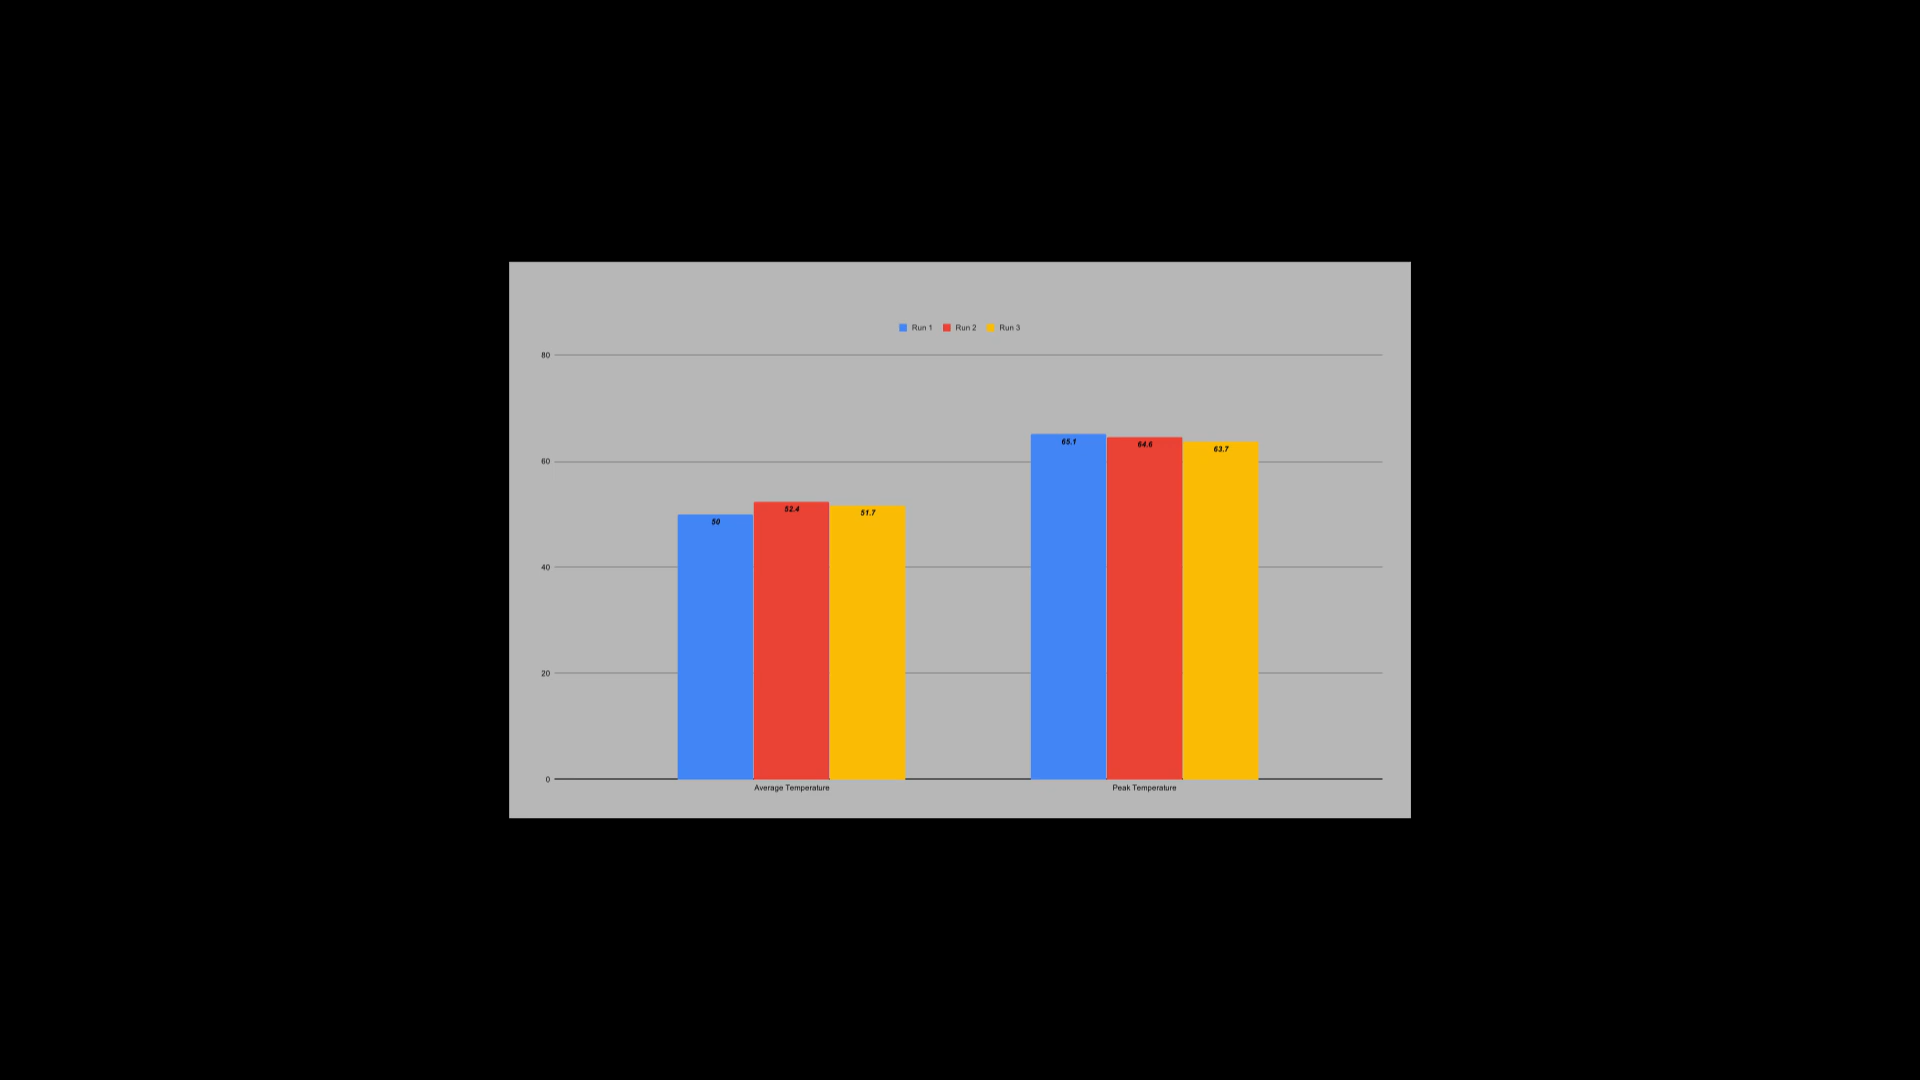 Run 1 Run 2 Run 3
80
65.1 64.6 63.7
60
50 52.4 51.7
40
20
0
Average Temperature Peak Temperature